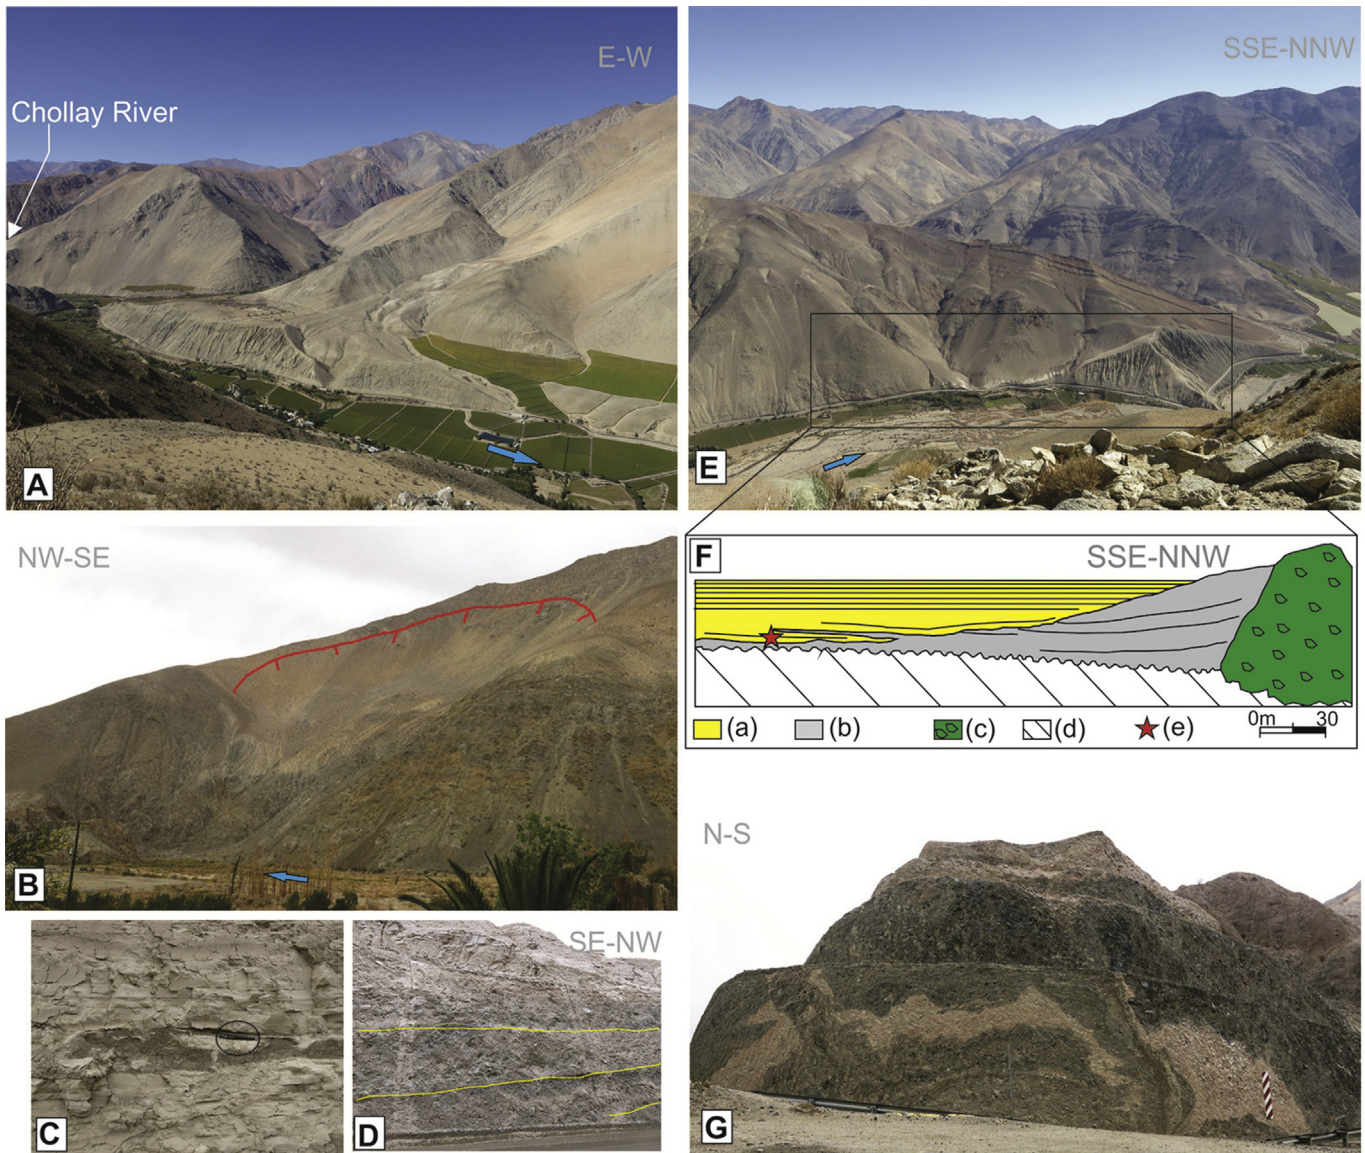 E-W
Chollay River
A
SSE-NNW
E
NW-SE
B
F
SSE-NNW
(a)
(b)
(c)
(d)
(e)
0m 30
C
SE-NW
D
N-S
G